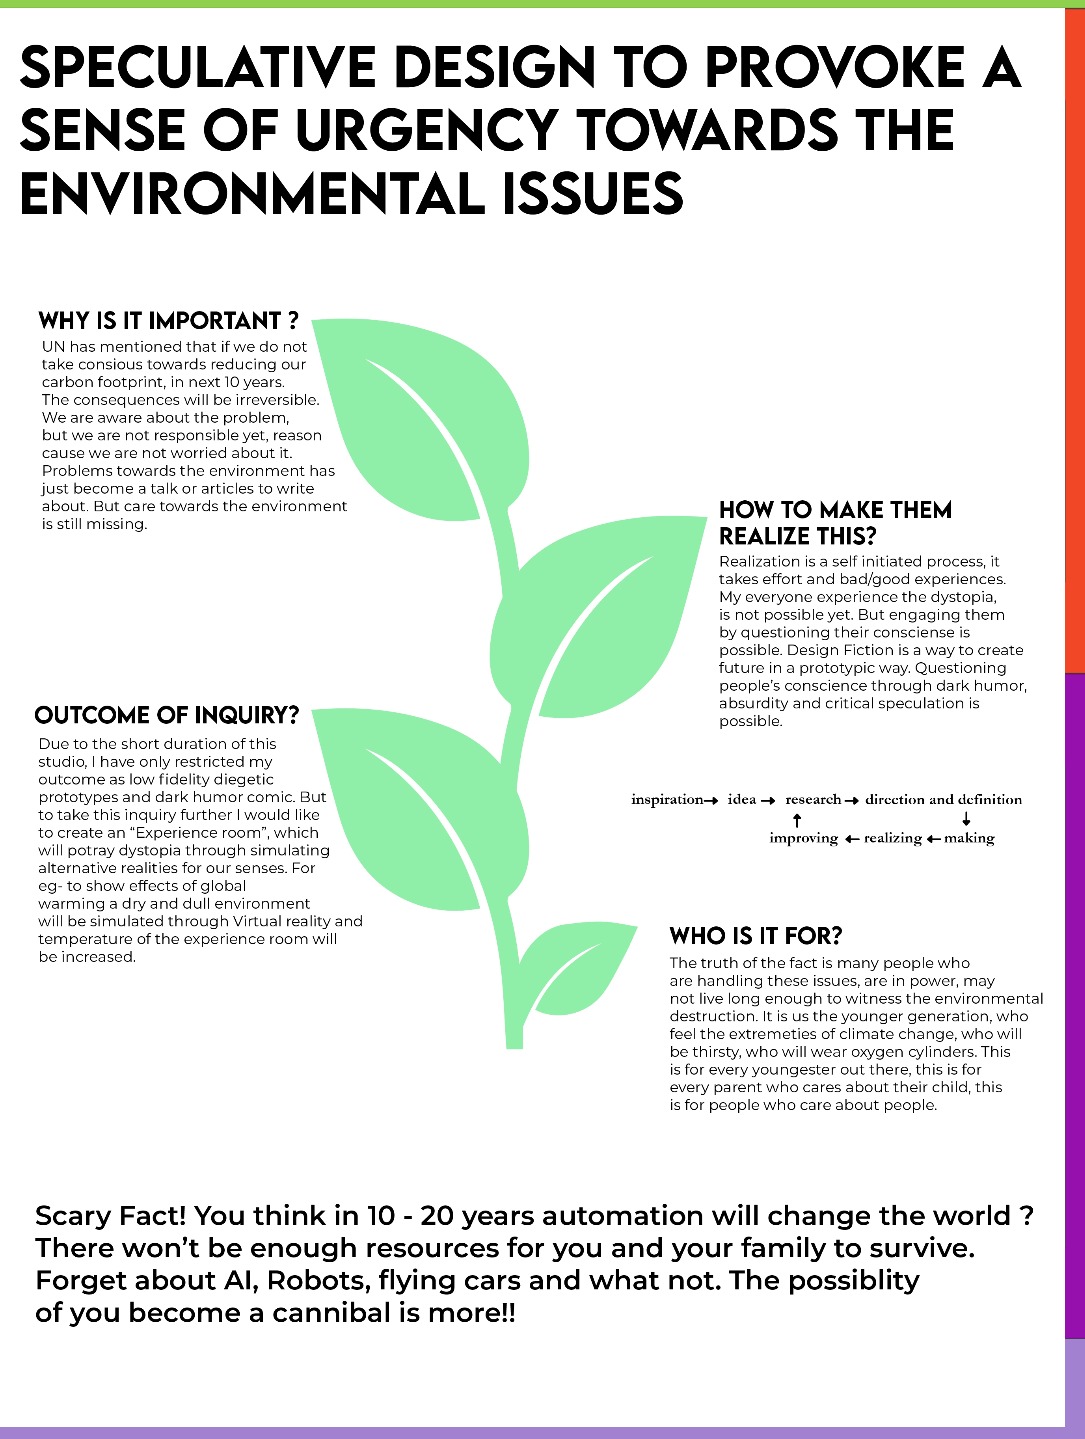 SPECULATIVE DESIGN TO PROVOKE A
SENSE OF URGENCY TOWARDS THE
ENVIRONMENTAL ISSUES
WHY IS IT IMPORTANT ?
UN has mentioned that if we do not
take consious towards reducing our
carbon footprint, in next 10 years.
The consequences will be irreversible.
We are aware about the problem,
but we are not responsible yet, reason
cause we are not worried about it.
Problems towards the environment has
just become a talk or articles to write
about. But care towards the environment
is still missing.
HOW TO MAKE THEM
REALIZE THIS?
Realization is a self initiated process, it
takes effort and bad/good experiences.
My everyone experience the dystopia,
is not possible yet. But engaging them
by questioning their consciense is
possible. Design Fiction is a way to create
future in a prototypic way. Questioning
people's conscience through dark humor,
absurdity and critical speculation is
possible.
OUTCOME OF INQUIRY?
Due to the short duration of this
studio, I have only restricted my
outcome as low fidelity diegetic
prototypes and dark humor comic. But
to take this inquiry further I would like
to create an “Experience room”, which
will potray dystopia through simulating
alternative realities for our senses. For
eg- to show effects of global
warming a dry and dull environment
will be simulated through Virtual reality and
temperature of the experience room will
be increased.
inspiration→ idea → research → direction and definition
↑ ↓
improving ← realizing ← making
WHO IS IT FOR?
The truth of the fact is many people who
are handling these issues, are in power, may
not live long enough to witness the environmental
destruction. It is us the younger generation, who
feel the extremeties of climate change, who will
be thirsty, who will wear oxygen cylinders. This
is for every youngester out there, this is for
every parent who cares about their child, this
is for people who care about people.
Scary Fact! You think in 10 - 20 years automation will change the world ?
There won't be enough resources for you and your family to survive.
Forget about AI, Robots, flying cars and what not. The possiblity
of you become a cannibal is more!!